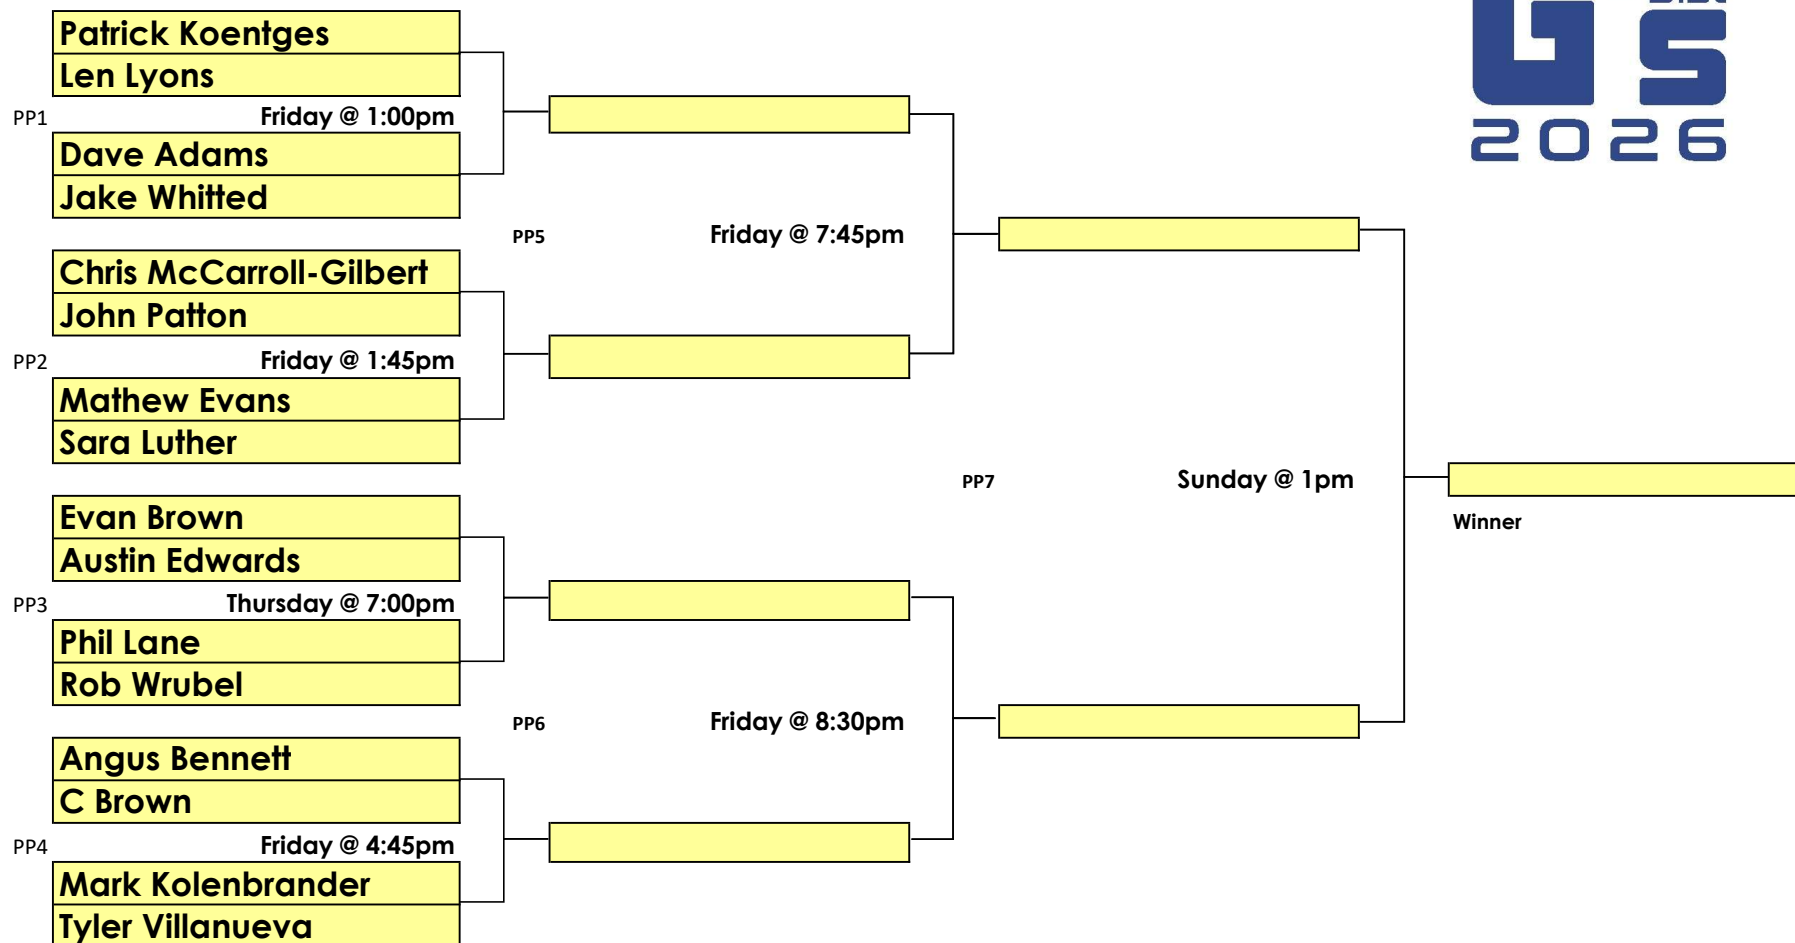 Patrick Koentges
Len Lyons
PP1 Friday @ 1:00pm
Dave Adams
Jake Whitted
PP5 Friday @ 7:45pm
Chris McCarroll-Gilbert
John Patton
PP2 Friday @ 1:45pm
Mathew Evans
Sara Luther
PP7 Sunday @ 1pm
Winner
Evan Brown
Austin Edwards
PP3 Thursday @ 7:00pm
Phil Lane
Rob Wrubel
PP6 Friday @ 8:30pm
Angus Bennett
C Brown
PP4 Friday @ 4:45pm
Mark Kolenbrander
Tyler Villanueva
GS
2026